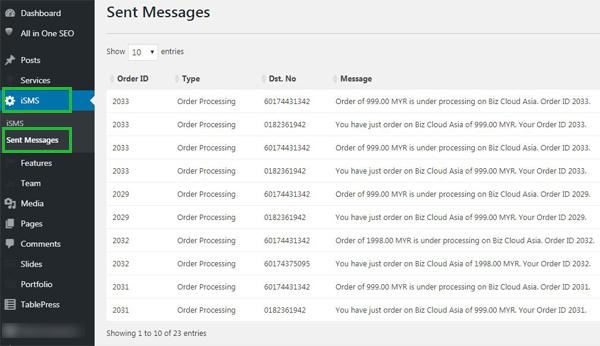 Dashboard
All in One SEO
Posts
Services
iSMS
iSMS
Sent Messages
Features
Team
Media
Pages
Comments
Slides
Portfolio
TablePress
Sent Messages
Show 10 entries
Order ID Type Dst. No Message
2033 Order Processing 60174431342 Order of 999.00 MYR is under processing on Biz Cloud Asia. Order ID 2033.
2033 Order Processing 0182361942 You have just order on Biz Cloud Asia of 999.00 MYR. Your Order ID 2033.
2033 Order Processing 60174431342 Order of 999.00 MYR is under processing on Biz Cloud Asia. Order ID 2033.
2033 Order Processing 0182361942 You have just order on Biz Cloud Asia of 999.00 MYR. Your Order ID 2033.
2029 Order Processing 60174431342 Order of 999.00 MYR is under processing on Biz Cloud Asia. Order ID 2029.
2029 Order Processing 0182361942 You have just order on Biz Cloud Asia of 999.00 MYR. Your Order ID 2029.
2032 Order Processing 60174431342 Order of 1998.00 MYR is under processing on Biz Cloud Asia. Order ID 2032.
2032 Order Processing 60174375095 You have just order on Biz Cloud Asia of 1998.00 MYR. Your Order ID 2032.
2031 Order Processing 60174431342 Order of 999.00 MYR is under processing on Biz Cloud Asia. Order ID 2031.
2031 Order Processing 0182361942 You have just order on Biz Cloud Asia of 999.00 MYR. Your Order ID 2031.
Showing 1 to 10 of 23 entries